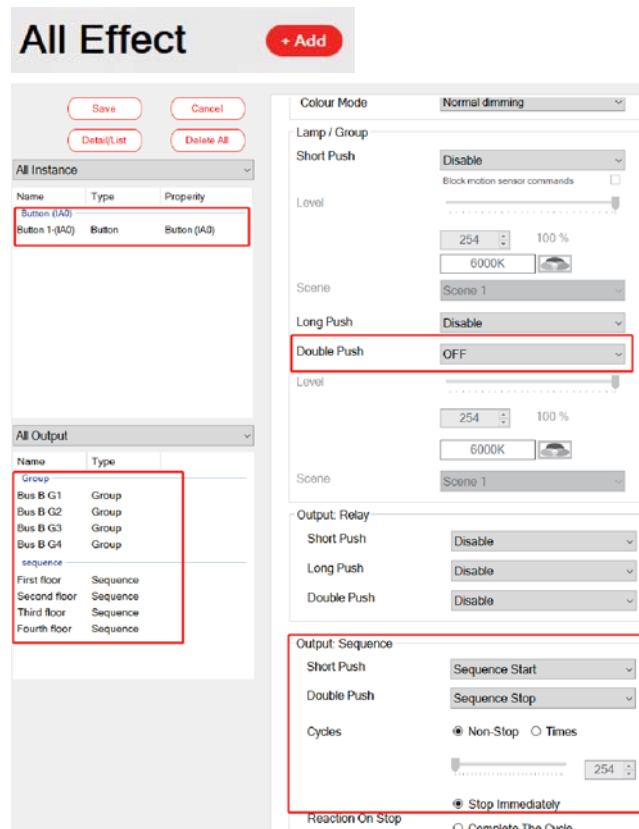 All Effect
+ Add
Save
Cancel
Detail/List
Delete All
All Instance
Name Type Properity
Button (IA0)
Button 1-(IA0) Button Button (IA0)
All Output
Name Type
Group
Bus B G1 Group
Bus B G2 Group
Bus B G3 Group
Bus B G4 Group
sequence
First floor Sequence
Second floor Sequence
Third floor Sequence
Fourth floor Sequence
Colour Mode Normal dimming
Lamp / Group
Short Push Disable
Block motion sensor commands
Level
254 100 %
6000K
Scene Scene 1
Long Push Disable
Double Push OFF
Level
254 100 %
6000K
Scene Scene 1
Output: Relay
Short Push Disable
Long Push Disable
Double Push Disable
Output: Sequence
Short Push Sequence Start
Double Push Sequence Stop
Cycles Non-Stop Times
254
Stop Immediately
Reaction On Stop
Complete The Cycle